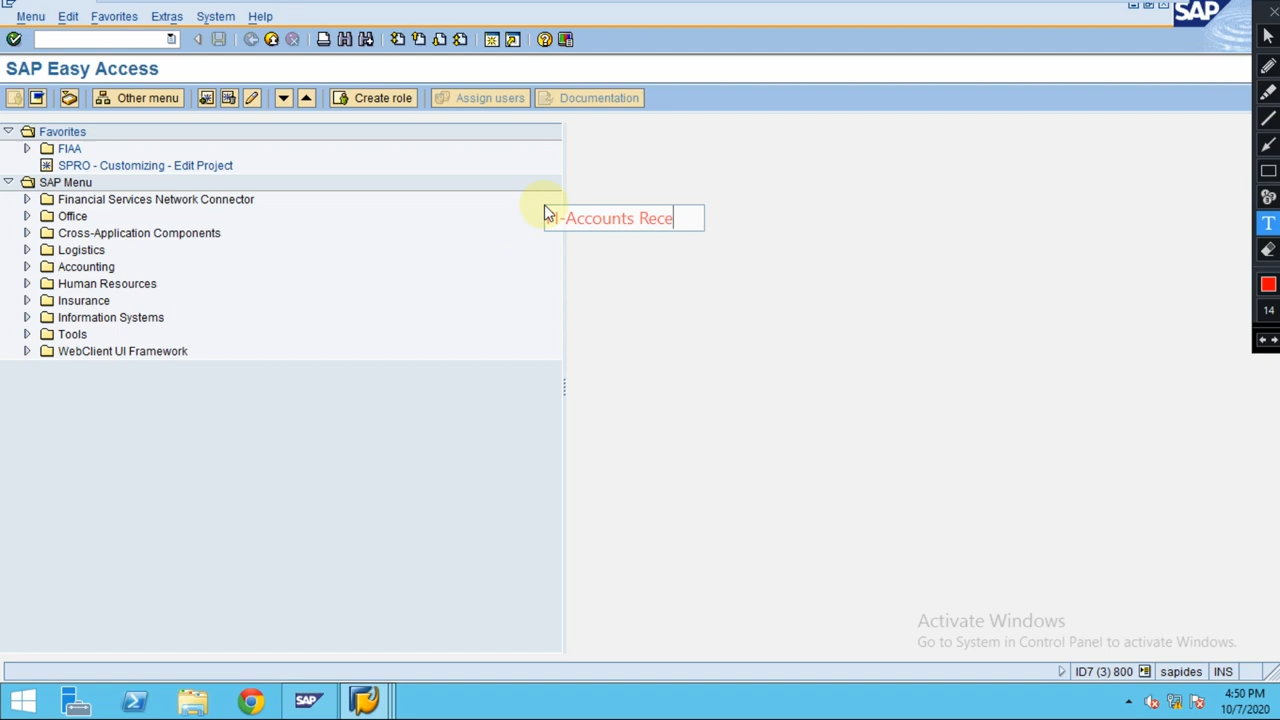 Menu Edit Favorites Extras System Help
SAP
SAP Easy Access
Other menu Create role Assign users Documentation
Favorites
FIAA
SPRO - Customizing - Edit Project
SAP Menu
Financial Services Network Connector
Office
Cross-Application Components
Logistics
Accounting
Human Resources
Insurance
Information Systems
Tools
WebClient UI Framework
I-Accounts Rece
T
14
Activate Windows
Go to System in Control Panel to activate Windows.
ID7 (3) 800 sapides INS
SAP
4:50 PM
10/7/2020